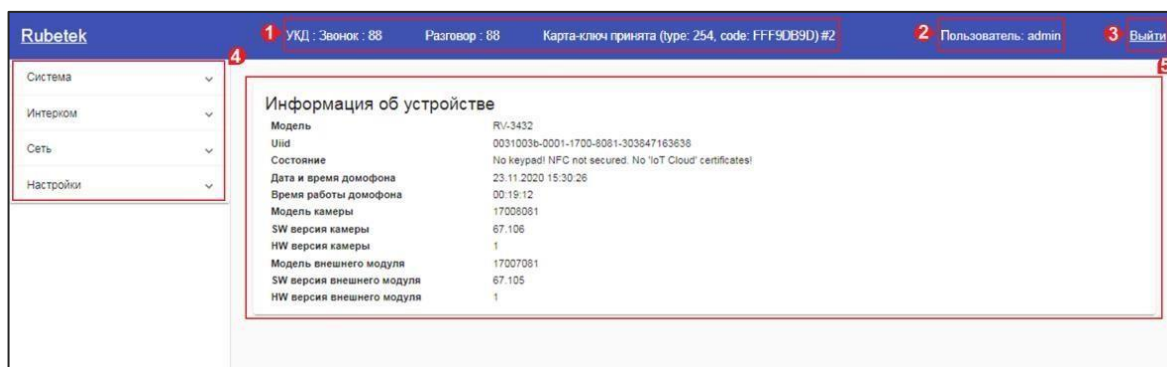 Rubetek
1 УКД : Звонок : 88 Разговор : 88 Карта-ключ принята (type: 254, code: FFF9DB9D) #2 2 Пользователь: admin 3 Выйти
4 5
Система
Интерком
Сеть
Настройки
Информация об устройстве
Модель RV-3432
Uiid 0031003b-0001-1700-8081-303847163638
Состояние No keypad! NFC not secured. No 'IoT Cloud' certificates!
Дата и время домофона 23.11.2020 15:30:26
Время работы домофона 00:19:12
Модель камеры 17008081
SW версия камеры 67.106
HW версия камеры 1
Модель внешнего модуля 17007081
SW версия внешнего модуля 67.105
HW версия внешнего модуля 1